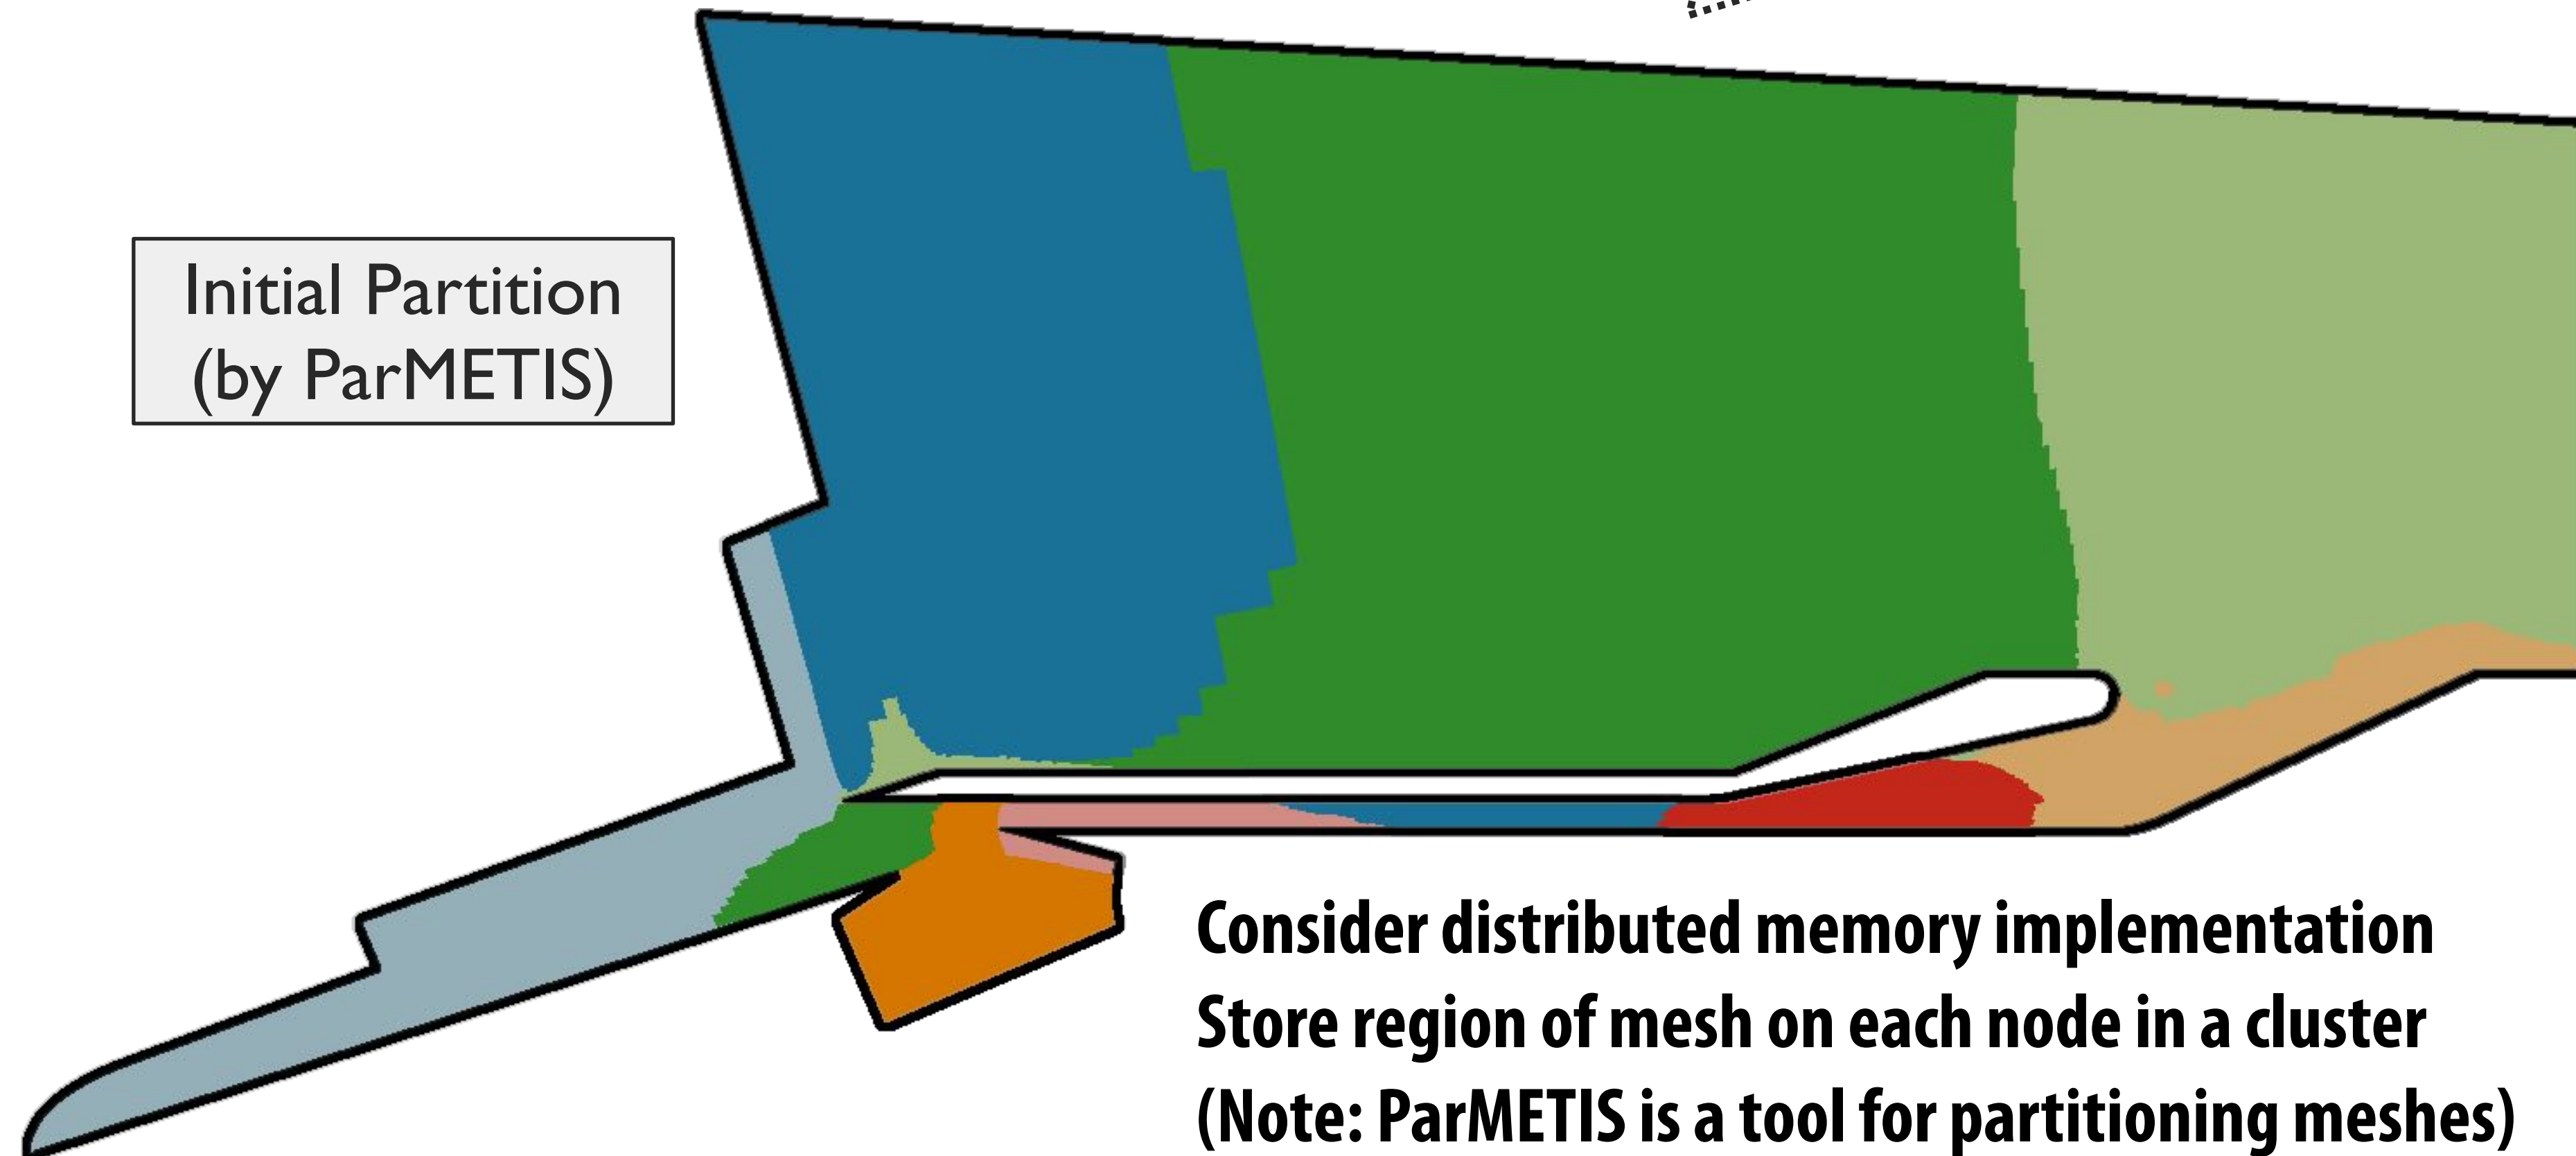 Initial Partition
(by ParMETIS)
Consider distributed memory implementation
Store region of mesh on each node in a cluster
(Note: ParMETIS is a tool for partitioning meshes)